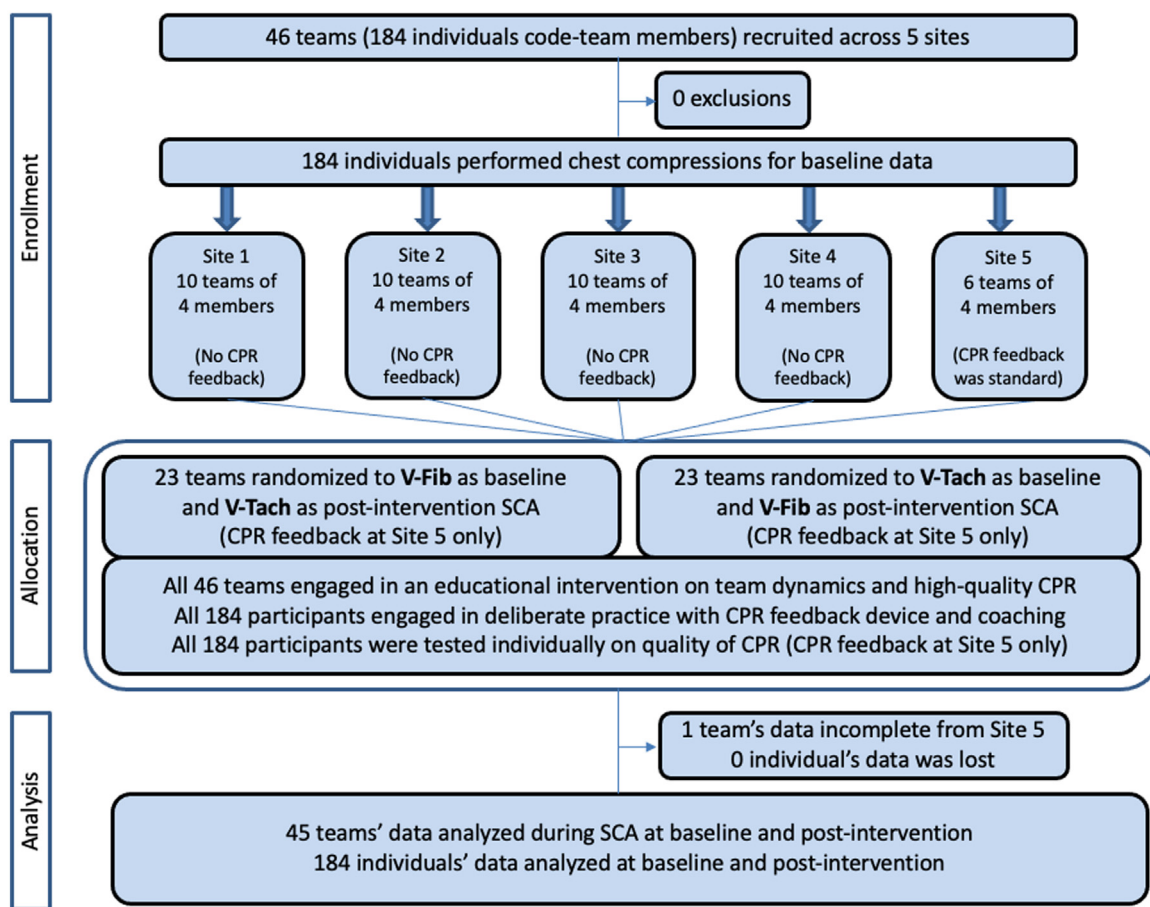 Enrollment
46 teams (184 individuals code-team members) recruited across 5 sites
0 exclusions
184 individuals performed chest compressions for baseline data
Site 1
10 teams of
4 members
(No CPR
feedback)
Site 2
10 teams of
4 members
(No CPR
feedback)
Site 3
10 teams of
4 members
(No CPR
feedback)
Site 4
10 teams of
4 members
(No CPR
feedback)
Site 5
6 teams of
4 members
(CPR feedback
was standard)
Allocation
23 teams randomized to V-Fib as baseline
and V-Tach as post-intervention SCA
(CPR feedback at Site 5 only)
23 teams randomized to V-Tach as baseline
and V-Fib as post-intervention SCA
(CPR feedback at Site 5 only)
All 46 teams engaged in an educational intervention on team dynamics and high-quality CPR
All 184 participants engaged in deliberate practice with CPR feedback device and coaching
All 184 participants were tested individually on quality of CPR (CPR feedback at Site 5 only)
Analysis
1 team's data incomplete from Site 5
0 individual's data was lost
45 teams' data analyzed during SCA at baseline and post-intervention
184 individuals' data analyzed at baseline and post-intervention